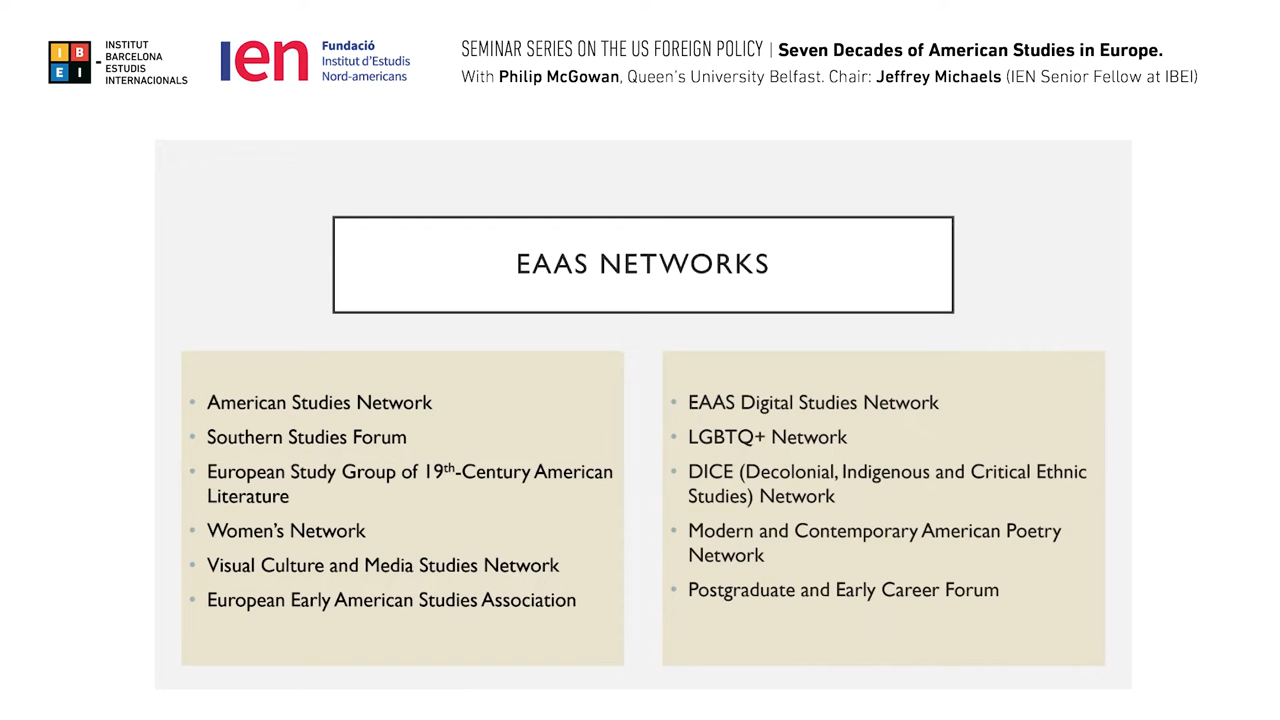 IB
EI
INSTITUT
BARCELONA
ESTUDIS
INTERNACIONALS
ien
Fundació
Institut d'Estudis
Nord-americans
SEMINAR SERIES ON THE US FOREIGN POLICY | Seven Decades of American Studies in Europe.
With Philip McGowan, Queen's University Belfast. Chair: Jeffrey Michaels (IEN Senior Fellow at IBEI)
EAAS NETWORKS
• American Studies Network
• Southern Studies Forum
• European Study Group of 19th-Century American
Literature
• Women's Network
• Visual Culture and Media Studies Network
• European Early American Studies Association
• EAAS Digital Studies Network
• LGBTQ+ Network
• DICE (Decolonial, Indigenous and Critical Ethnic
Studies) Network
• Modern and Contemporary American Poetry
Network
• Postgraduate and Early Career Forum